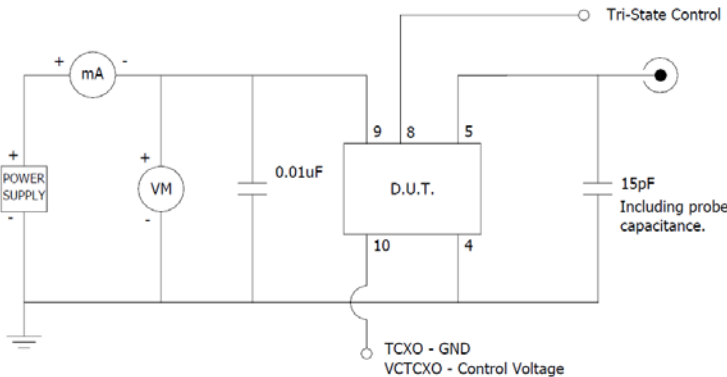 Tri-State Control
+ mA -
9 8 5
+
POWER
SUPPLY
-
+
VM
-
0.01uF
D.U.T.
15pF
Including probe
capacitance.
10 4
TCXO - GND
VCTCXO - Control Voltage